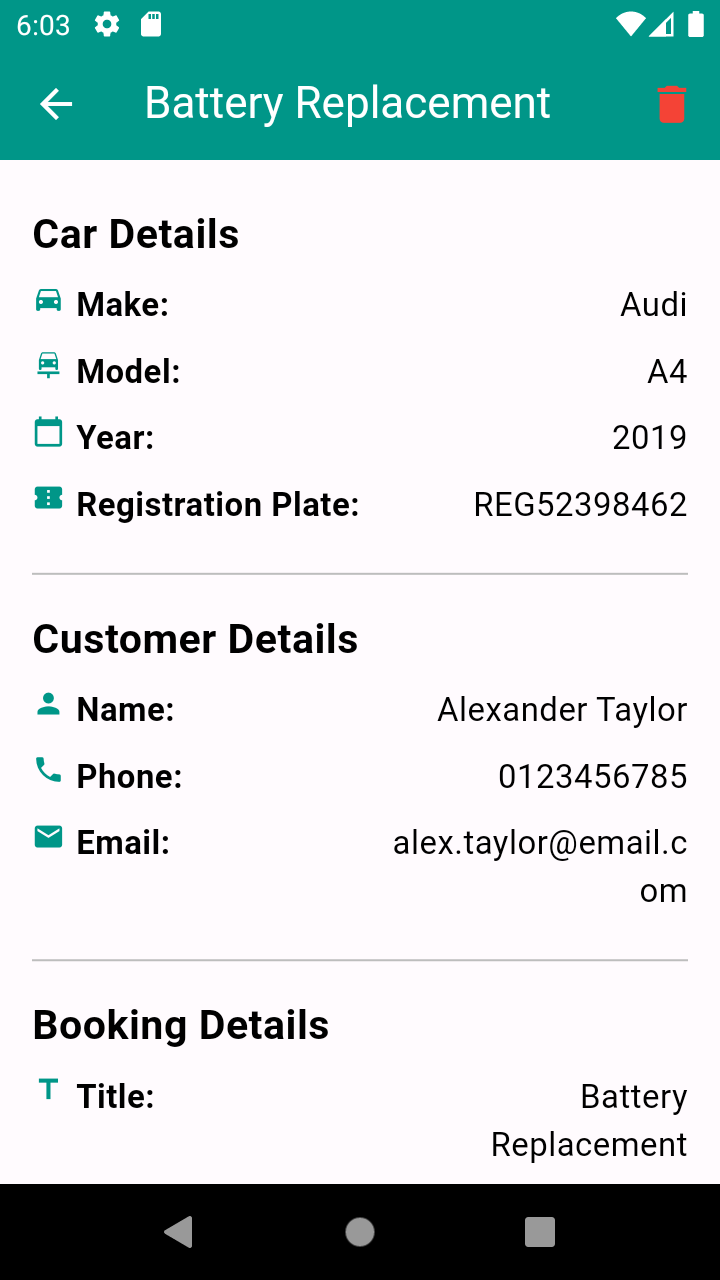 6:03
Battery Replacement
Car Details
Make: Audi
Model: A4
Year: 2019
Registration Plate: REG52398462
Customer Details
Name: Alexander Taylor
Phone: 0123456785
Email: alex.taylor@email.c
om
Booking Details
Title: Battery
Replacement